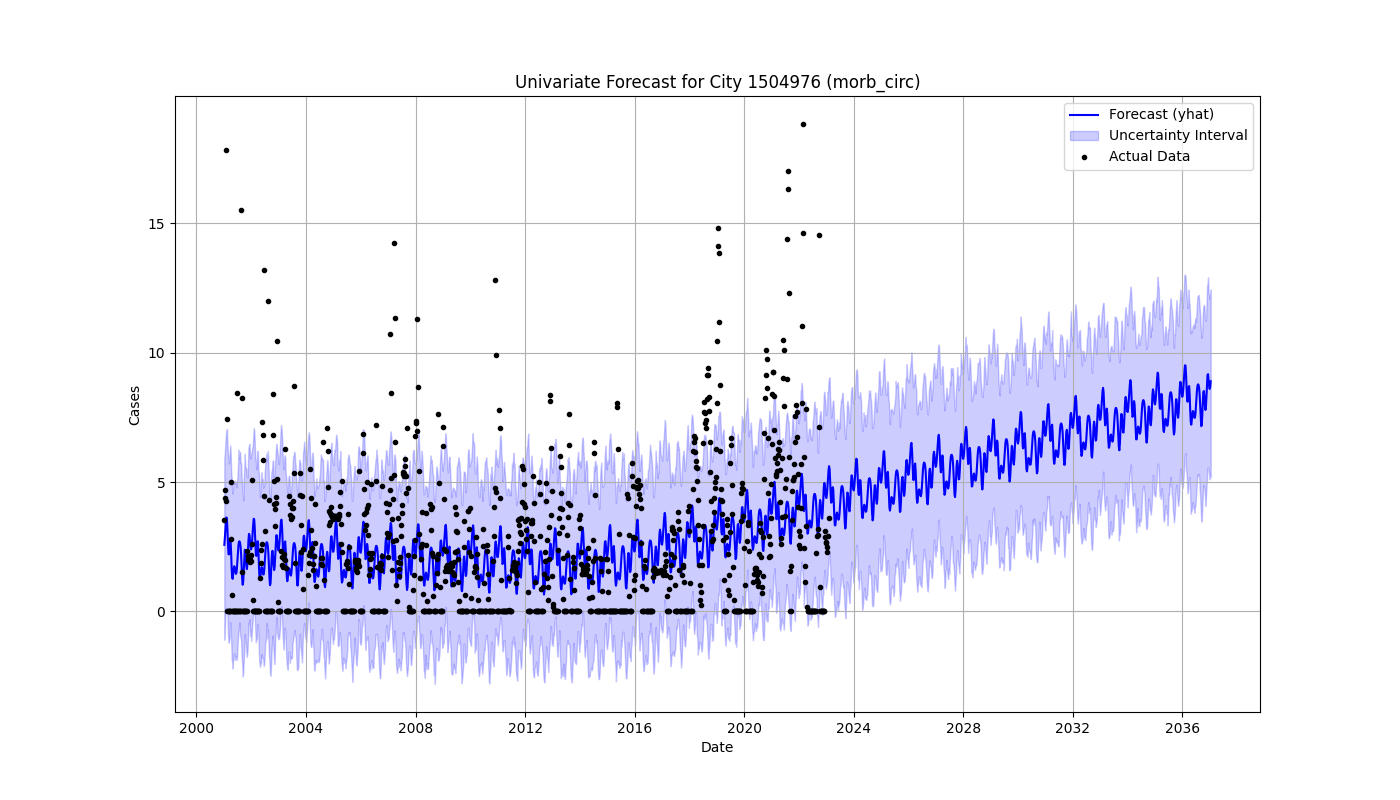 Univariate Forecast for City 1504976 (morb_circ)
Forecast (yhat)
Uncertainty Interval
Actual Data
Cases
15
10
5
0
2000 2004 2008 2012 2016 2020 2024 2028 2032 2036
Date